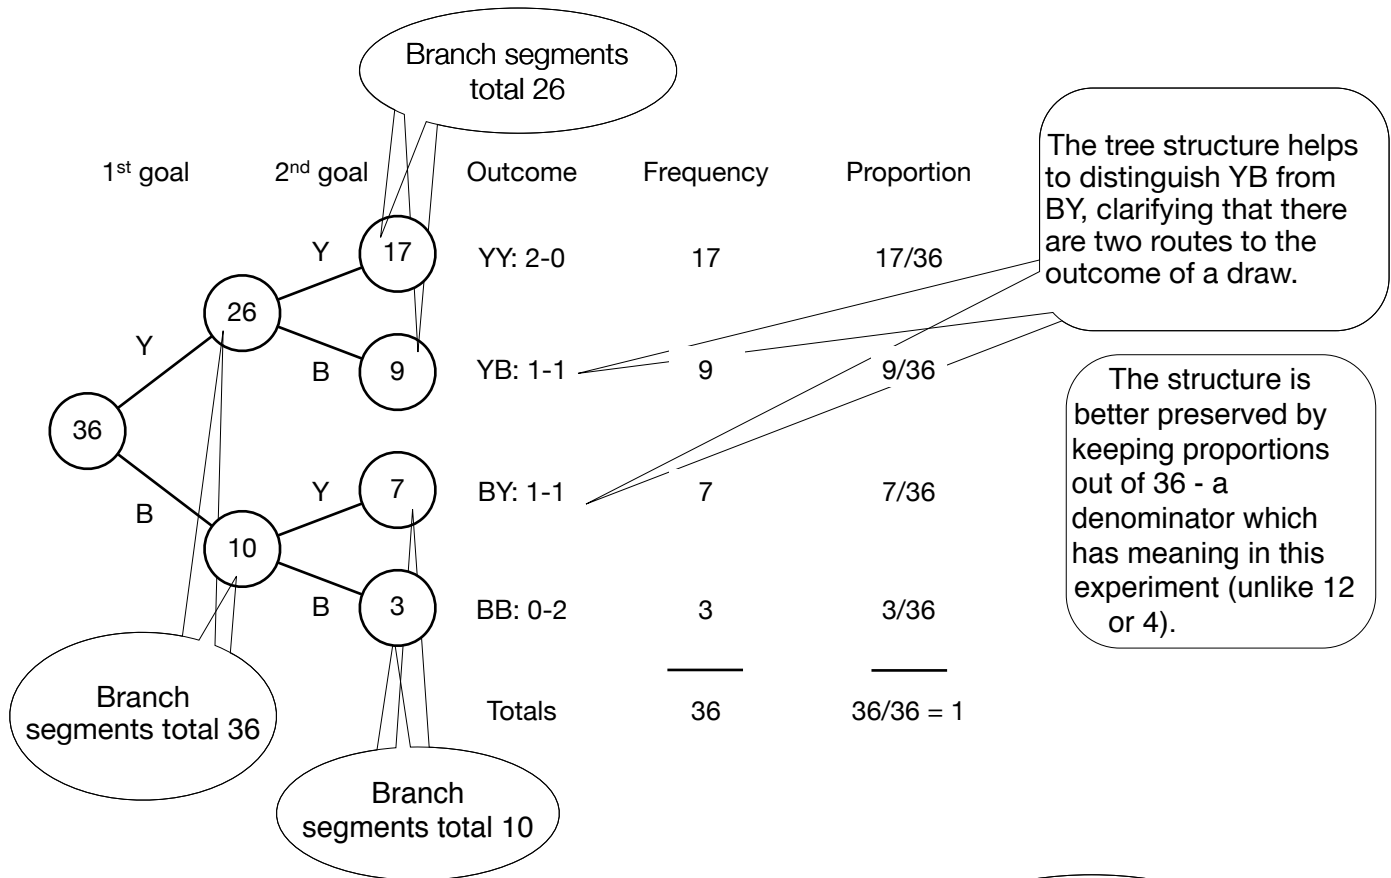 Branch segments
total 26
1st goal 2nd goal Outcome Frequency Proportion
The tree structure helps
to distinguish YB from
BY, clarifying that there
are two routes to the
outcome of a draw.
Y 17 YY: 2-0 17 17/36
26
Y
B 9 YB: 1-1 9 9/36
36
The structure is
better preserved by
keeping proportions
out of 36 - a
denominator which
has meaning in this
experiment (unlike 12
or 4).
Y 7 BY: 1-1 7 7/36
B
10
B 3 BB: 0-2 3 3/36
Branch
segments total 36
Totals 36 36/36 = 1
Branch
segments total 10